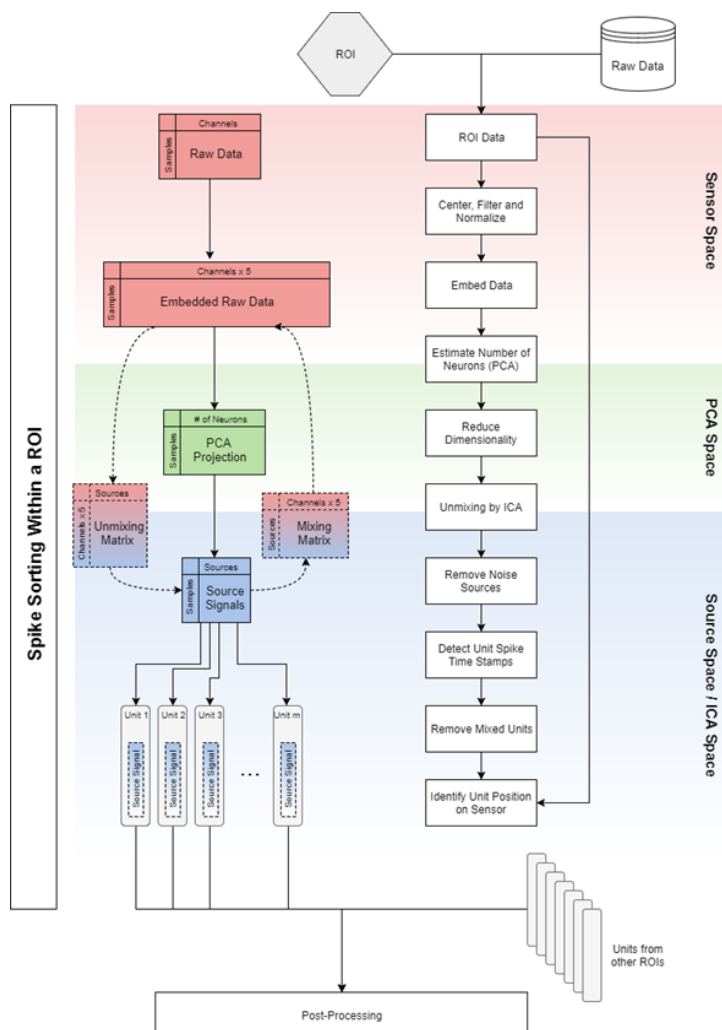 ROI
Raw Data
Spike Sorting Within a ROI
Sensor Space
PCA Space
Source Space / ICA Space
Channels
Samples
Raw Data
Channels x 5
Samples
Embedded Raw Data
# of Neurons
Samples
PCA
Projection
Sources
Channels x 5
Unmixing
Matrix
Channels x 5
Sources
Mixing
Matrix
Sources
Samples
Source
Signals
Unit 1
Source Signal
Unit 2
Source Signal
Unit 3
Source Signal
...
Unit m
Source Signal
ROI Data
Center, Filter and
Normalize
Embed Data
Estimate Number of
Neurons (PCA)
Reduce
Dimensionality
Unmixing by ICA
Remove Noise
Sources
Detect Unit Spike
Time Stamps
Remove Mixed Units
Identify Unit Position
on Sensor
Units from
other ROIs
Post-Processing